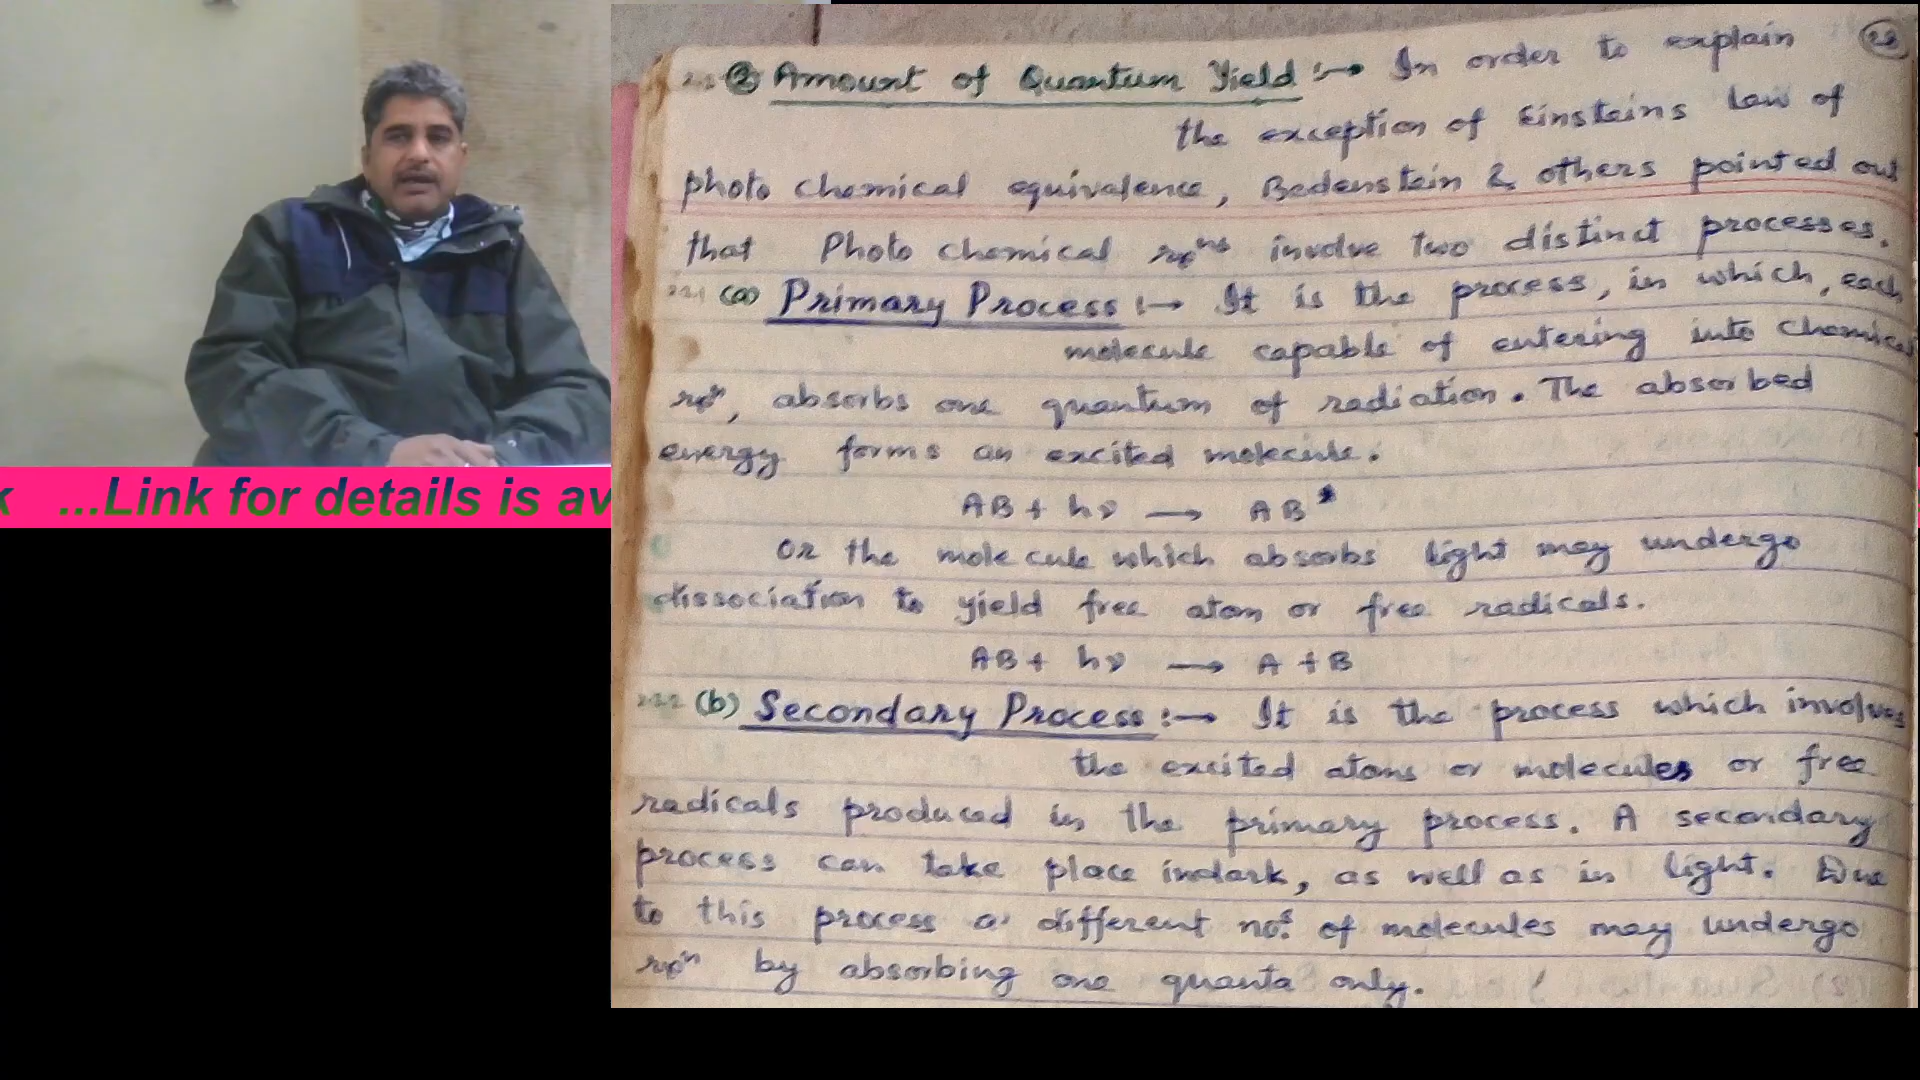 k ...Link for details is av
22
② Amount of Quantum Yield :→ In order to explain
the exception of Einsteins Law of
photo chemical equivalence, Bedenstein & others pointed out
that Photo chemical rxⁿˢ involve two distinct processes.
(a) Primary Process :→ It is the process, in which, each
molecule capable of entering into chemical
rxⁿ, absorbs one quantum of radiation. The absorbed
energy forms an excited molecule.
AB + hν → AB*
or the molecule which absorbs light may undergo
dissociation to yield free atom or free radicals.
AB + hν → A + B
(b) Secondary Process :→ It is the process which involves
the excited atoms or molecules or free
radicals produced in the primary process. A secondary
process can take place in dark, as well as in light. Due
to this process a different noˢ. of molecules may undergo
rxⁿ by absorbing one quanta only.